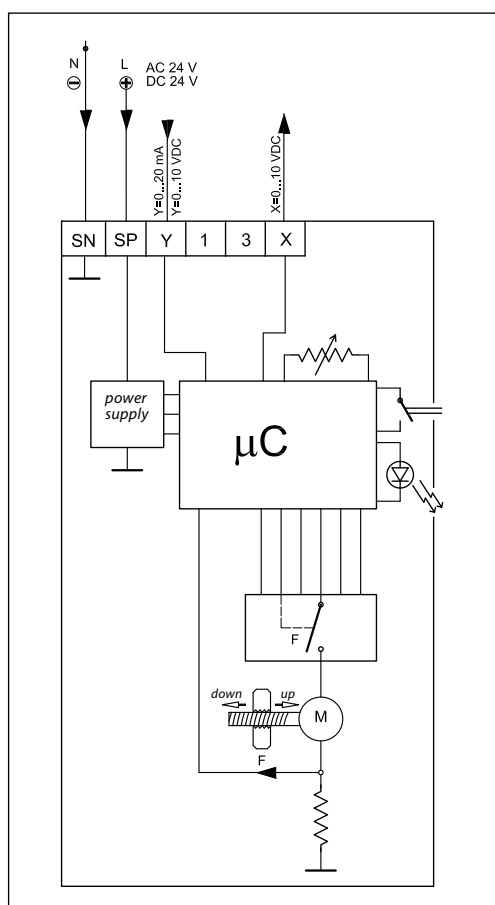 N
L
AC 24 V
DC 24 V
Y=0...20 mA
Y=0...10 VDC
X=0...10 VDC
SN SP Y 1 3 X
power
supply
μC
F
down up
M
F